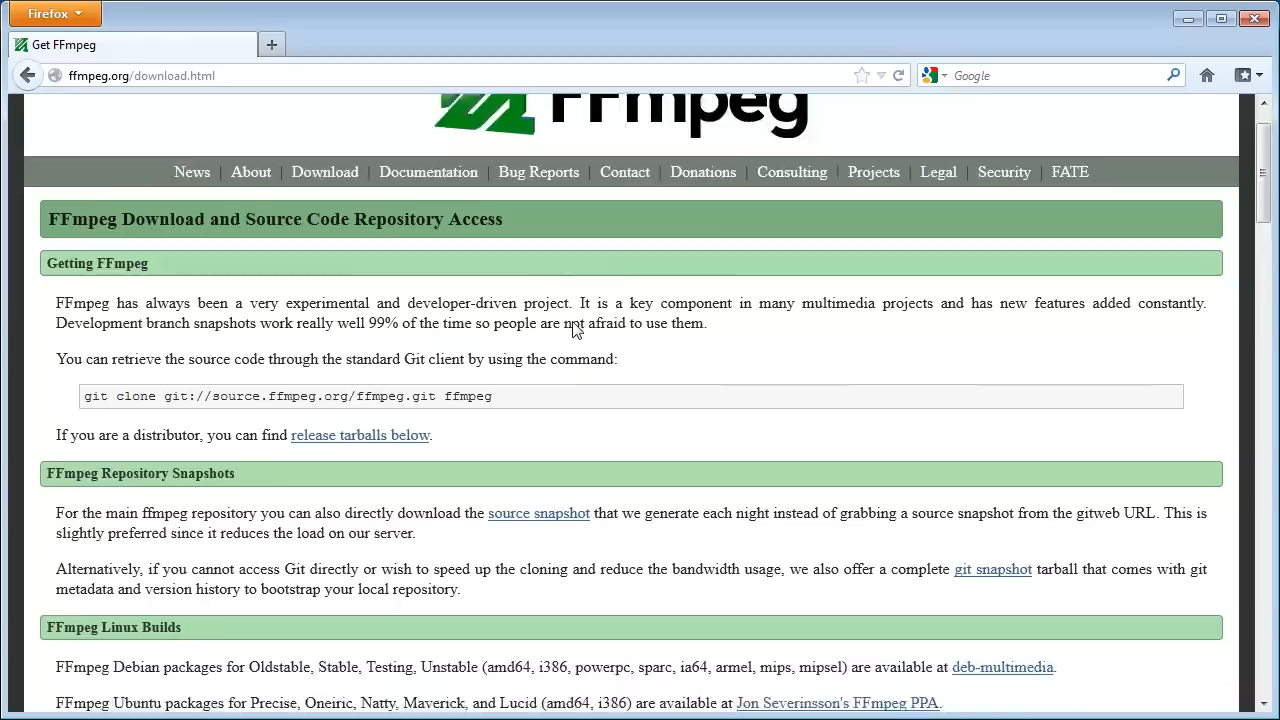 Firefox
Get FFmpeg
ffmpeg.org/download.html
Google
FFmpeg
News | About | Download | Documentation | Bug Reports | Contact | Donations | Consulting | Projects | Legal | Security | FATE
FFmpeg Download and Source Code Repository Access
Getting FFmpeg
FFmpeg has always been a very experimental and developer-driven project. It is a key component in many multimedia projects and has new features added constantly.
Development branch snapshots work really well 99% of the time so people are not afraid to use them.
You can retrieve the source code through the standard Git client by using the command:
git clone git://source.ffmpeg.org/ffmpeg.git ffmpeg
If you are a distributor, you can find release tarballs below.
FFmpeg Repository Snapshots
For the main ffmpeg repository you can also directly download the source snapshot that we generate each night instead of grabbing a source snapshot from the gitweb URL. This is
slightly preferred since it reduces the load on our server.
Alternatively, if you cannot access Git directly or wish to speed up the cloning and reduce the bandwidth usage, we also offer a complete git snapshot tarball that comes with git
metadata and version history to bootstrap your local repository.
FFmpeg Linux Builds
FFmpeg Debian packages for Oldstable, Stable, Testing, Unstable (amd64, i386, powerpc, sparc, ia64, armel, mips, mipsel) are available at deb-multimedia.
FFmpeg Ubuntu packages for Precise, Oneiric, Natty, Maverick, and Lucid (amd64, i386) are available at Jon Severinsson's FFmpeg PPA.